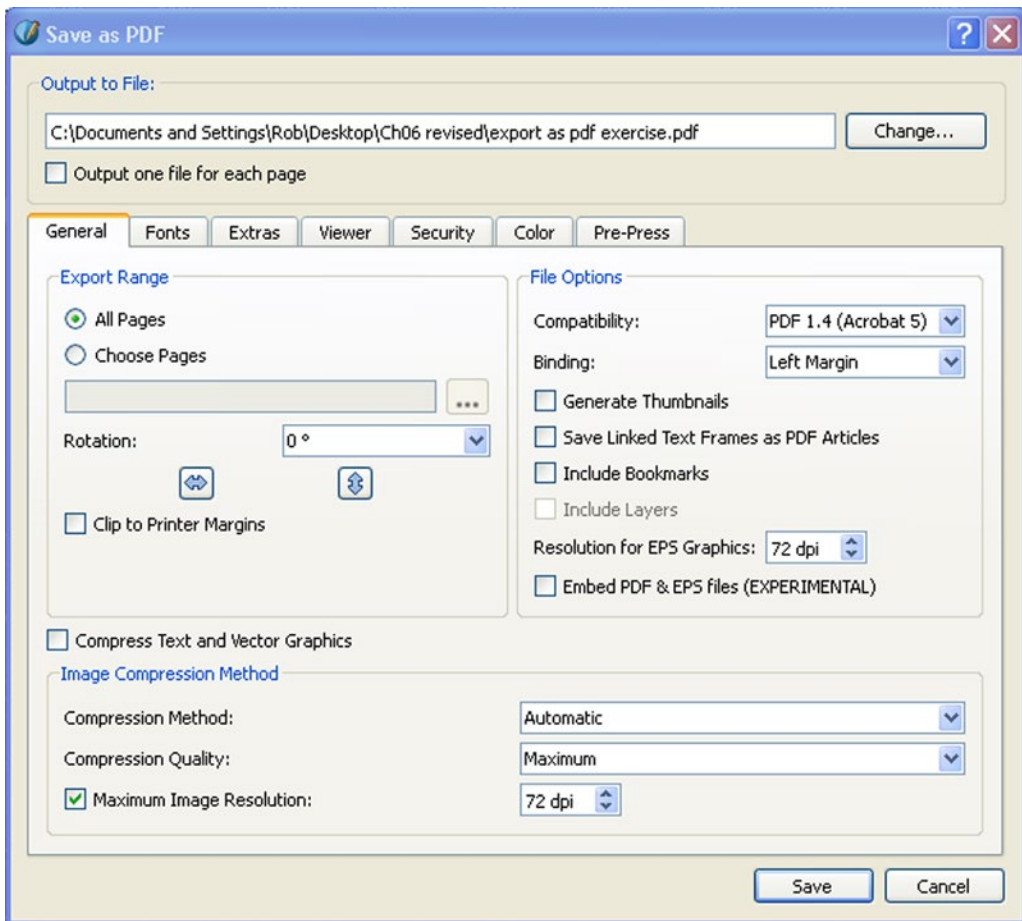 Save as PDF
Output to File:
C:\Documents and Settings\Rob\Desktop\Ch06 revised\export as pdf exercise.pdf
Change...
Output one file for each page
General Fonts Extras Viewer Security Color Pre-Press
Export Range
All Pages
Choose Pages
...
Rotation: 0 °
Clip to Printer Margins
File Options
Compatibility: PDF 1.4 (Acrobat 5)
Binding: Left Margin
Generate Thumbnails
Save Linked Text Frames as PDF Articles
Include Bookmarks
Include Layers
Resolution for EPS Graphics: 72 dpi
Embed PDF & EPS files (EXPERIMENTAL)
Compress Text and Vector Graphics
Image Compression Method
Compression Method: Automatic
Compression Quality: Maximum
Maximum Image Resolution: 72 dpi
Save Cancel